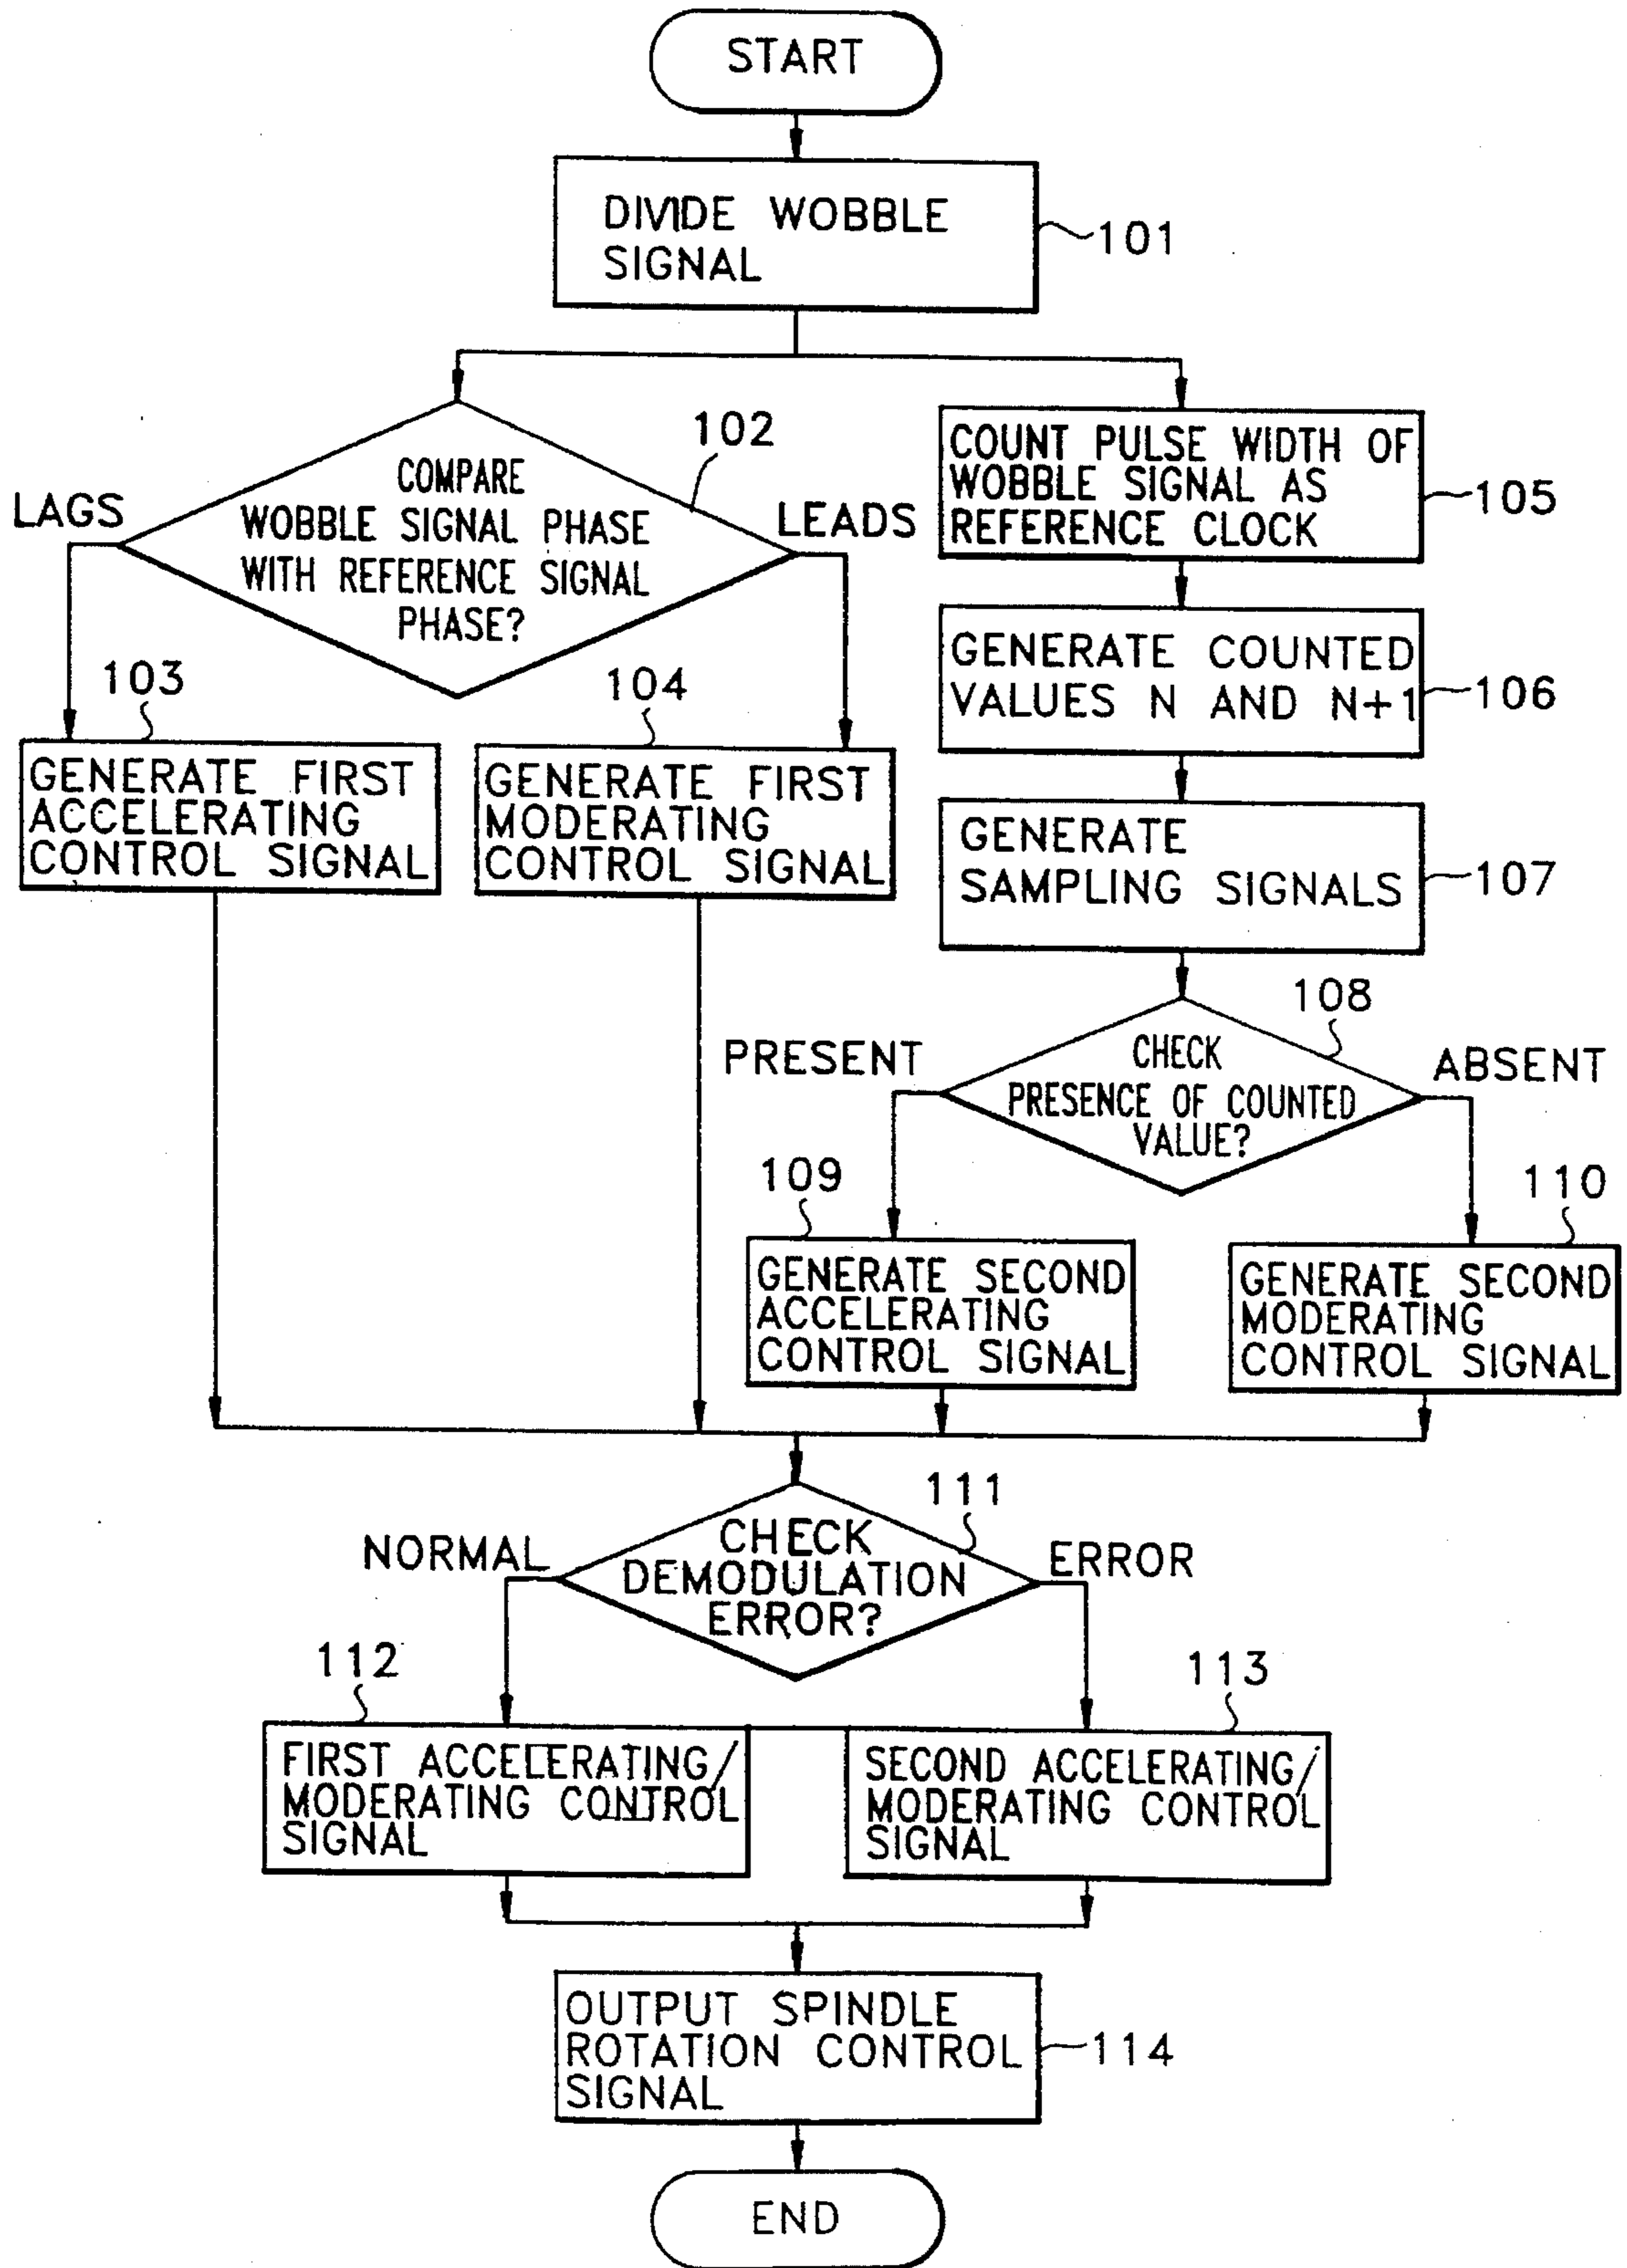 START
DIVIDE WOBBLE
SIGNAL
101
102
COMPARE
WOBBLE SIGNAL PHASE
WITH REFERENCE SIGNAL
PHASE?
LAGS
LEADS
COUNT PULSE WIDTH OF
WOBBLE SIGNAL AS
REFERENCE CLOCK
105
103
GENERATE FIRST
ACCELERATING
CONTROL SIGNAL
104
GENERATE FIRST
MODERATING
CONTROL SIGNAL
GENERATE COUNTED
VALUES N AND N+1
106
GENERATE
SAMPLING SIGNALS
107
108
CHECK
PRESENCE OF COUNTED
VALUE?
PRESENT
ABSENT
109
GENERATE SECOND
ACCELERATING
CONTROL SIGNAL
110
GENERATE SECOND
MODERATING
CONTROL SIGNAL
111
CHECK
DEMODULATION
ERROR?
NORMAL
ERROR
112
FIRST ACCELERATING/
MODERATING CONTROL
SIGNAL
113
SECOND ACCELERATING/
MODERATING CONTROL
SIGNAL
OUTPUT SPINDLE
ROTATION CONTROL
SIGNAL
114
END